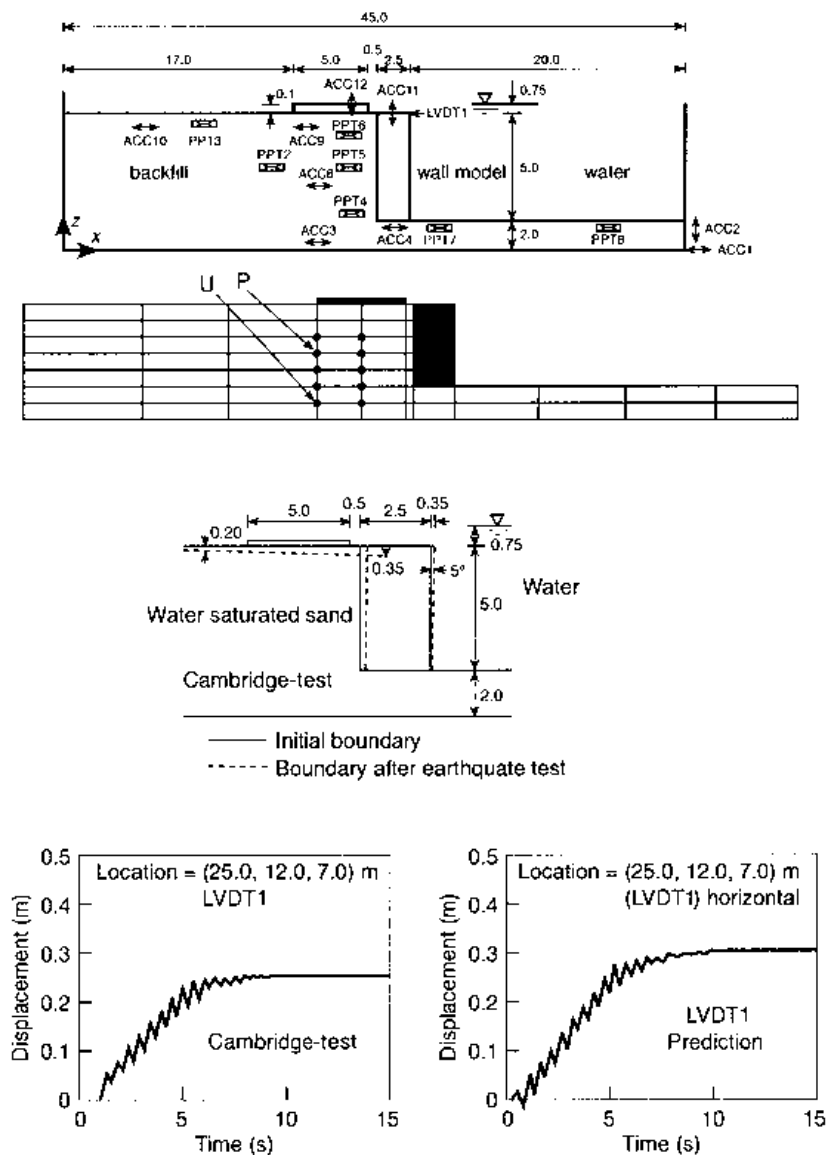 45.0
17.0
5.0
0.5
2.5
20.0
0.1
ACC12
ACC11
LVDT1
0.75
ACC10
PP13
ACC9
PPT6
PPT2
PPT5
backfill
wall model
water
5.0
PPT4
ACC3
ACC4
PPT7
2.0
ACC2
ACC1
Z
X
U
P
5.0
0.5
2.5
0.35
0.20
0.75
0.35
5°
Water
Water saturated sand
5.0
Cambridge-test
2.0
Initial boundary
Boundary after earthquate test
0.5
0.4
0.3
0.2
0.1
0
Displacement (m)
Location = (25.0, 12.0, 7.0) m
LVDT1
Cambridge-test
0
5
10
15
Time (s)
0.5
0.4
0.3
0.2
0.1
0
Displacement (m)
Location = (25.0, 12.0, 7.0) m
(LVDT1) horizontal
LVDT1
Prediction
0
5
10
15
Time (s)